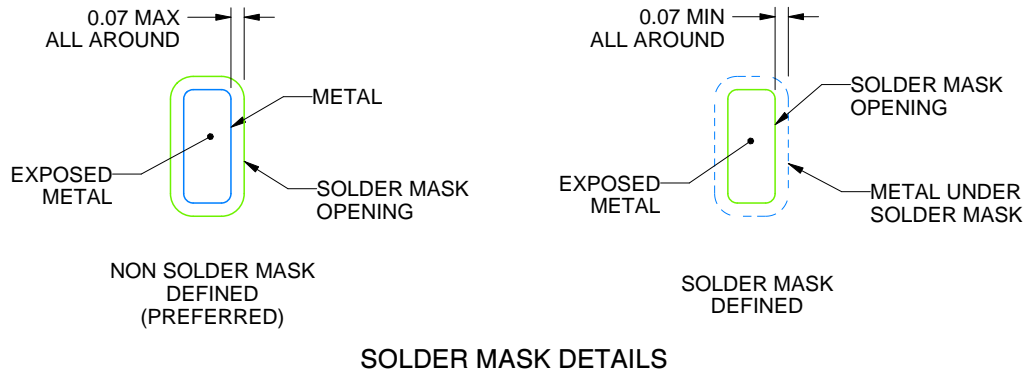 0.07 MAX
ALL AROUND
METAL
EXPOSED
METAL
SOLDER MASK
OPENING
NON SOLDER MASK
DEFINED
(PREFERRED)
0.07 MIN
ALL AROUND
SOLDER MASK
OPENING
EXPOSED
METAL
METAL UNDER
SOLDER MASK
SOLDER MASK
DEFINED
SOLDER MASK DETAILS